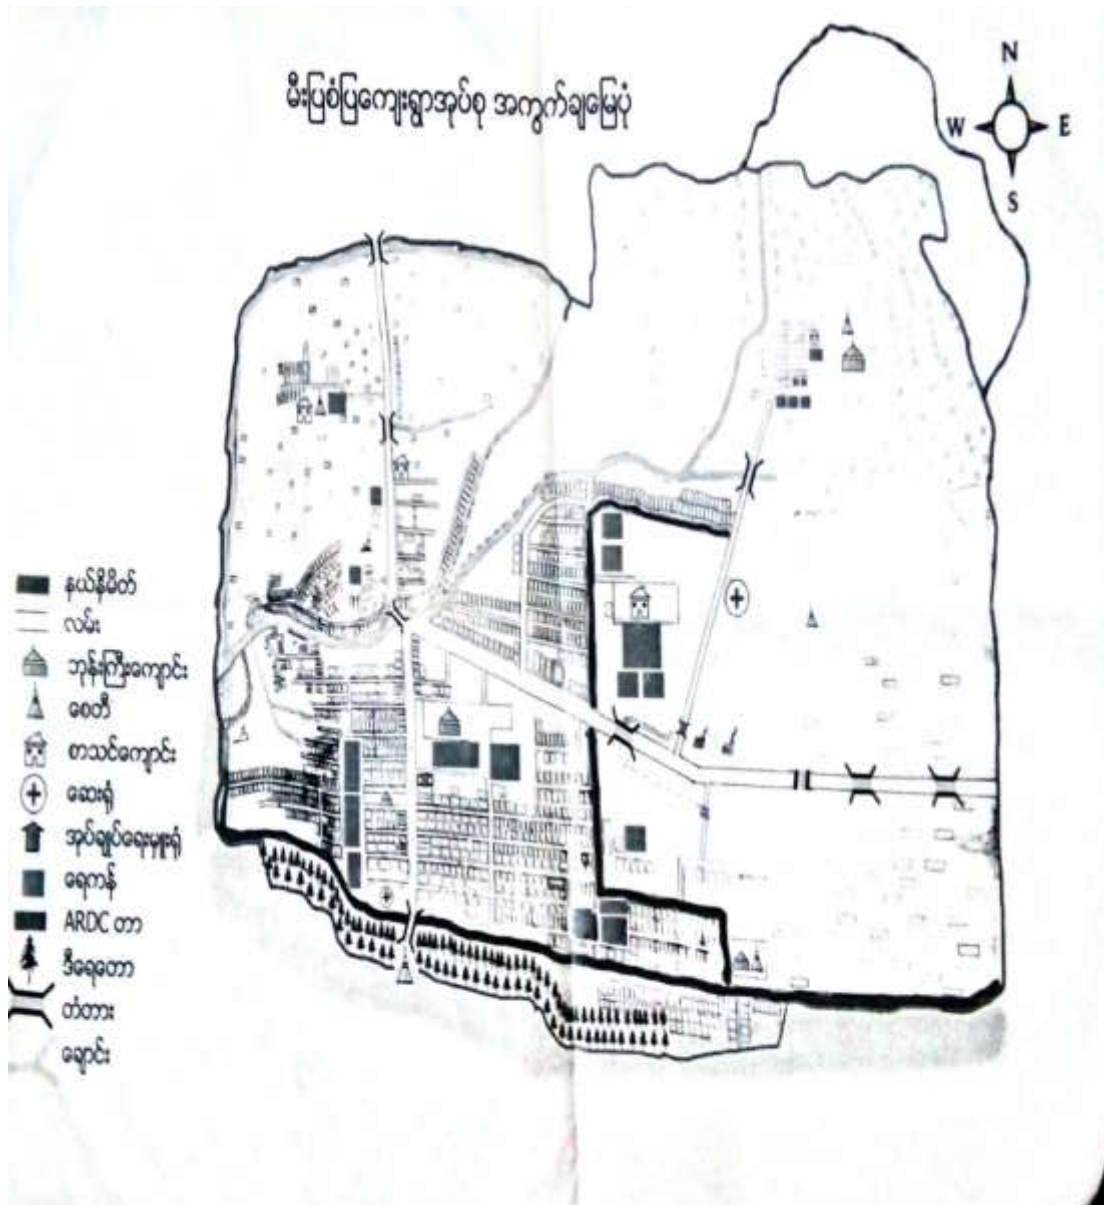 မီးပြစံပြကျေးရွာအုပ်စု အကွက်ချမြေပုံ
N
W E
S
နယ်နိမိတ်
လမ်း
ဘုန်းကြီးကျောင်း
စေတီ
စာသင်ကျောင်း
ဆေးရုံ
အုပ်ချုပ်ရေးမှူးရုံး
ရေကန်
ARDC တာ
ဒီရေတော
တံတား
ချောင်း